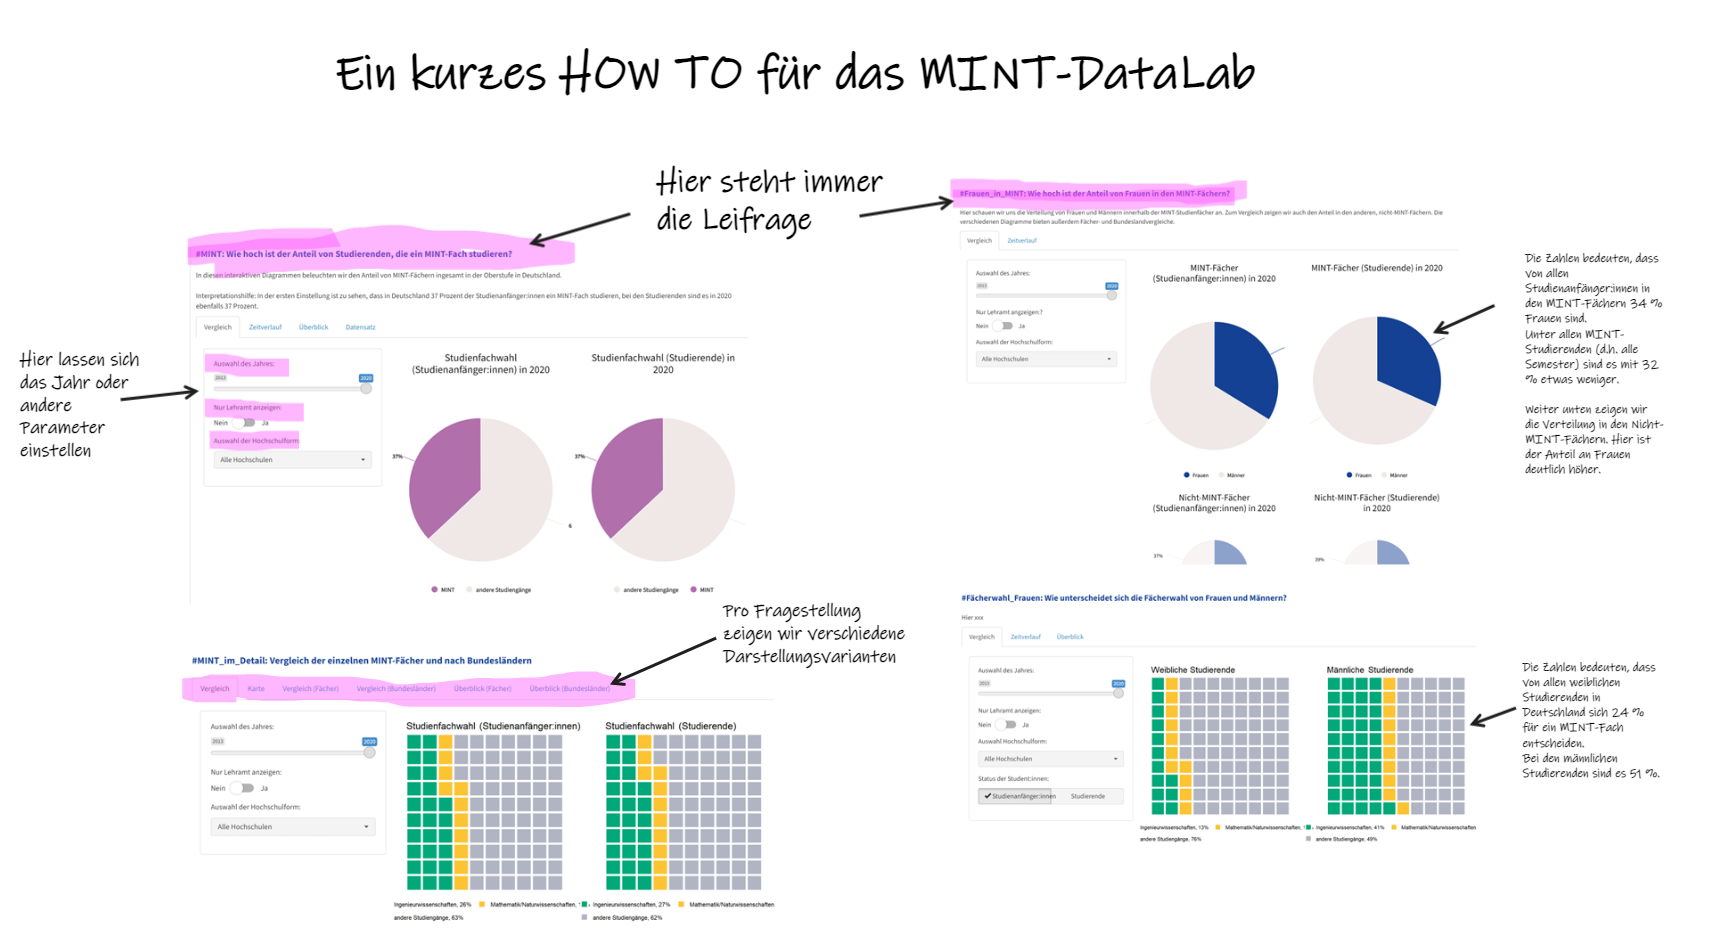 Ein kurzes HOW TO für das MINT-DataLab
Hier steht immer
die Leifrage
#MINT: Wie hoch ist der Anteil von Studierenden, die ein MINT-Fach studieren?
In diesen interaktiven Diagrammen beleuchten wir den Anteil von MINT-Fächern ingesamt in der Oberstufe in Deutschland.
Interpretationshilfe: In der ersten Einstellung ist zu sehen, dass in Deutschland 37 Prozent der Studienanfänger:innen ein MINT-Fach studieren, bei den Studierenden sind es in 2020
ebenfalls 37 Prozent.
Vergleich Zeitverlauf Überblick Datensatz
Hier lassen sich
das Jahr oder
andere
Parameter
einstellen
Auswahl des Jahres:
2013 2020
Nur Lehramt anzeigen:
Nein Ja
Auswahl der Hochschulform:
Alle Hochschulen
Studienfachwahl
(Studienanfänger:innen) in 2020
37%
6
MINT andere Studiengänge
Studienfachwahl (Studierende) in
2020
37%
andere Studiengänge MINT
#Frauen_in_MINT: Wie hoch ist der Anteil von Frauen in den MINT-Fächern?
Hier schauen wir uns die Verteilung von Frauen und Männern innerhalb der MINT-Studienfächer an. Zum Vergleich zeigen wir auch den Anteil in den anderen, nicht-MINT-Fächern. Die
verschiedenen Diagramme bieten außerdem Fächer- und Bundeslandvergleiche.
Vergleich Zeitverlauf
Auswahl des Jahres:
2013 2020
Nur Lehramt angzeigen:?
Nein Ja
Auswahl der Hochschulform:
Alle Hochschulen
MINT-Fächer
(Studienanfänger:innen) in 2020
Frauen Männer
MINT-Fächer (Studierende) in 2020
Frauen Männer
Nicht-MINT-Fächer
(Studienanfänger:innen) in 2020
37%
Nicht-MINT-Fächer (Studierende)
in 2020
39%
Die Zahlen bedeuten, dass
von allen
Studienanfänger:innen in
den MINT-Fächern 34 %
Frauen sind.
Unter allen MINT-
Studierenden (d.h. alle
Semester) sind es mit 32
% etwas weniger.
Weiter unten zeigen wir
die Verteilung in den Nicht-
MINT-Fächern. Hier ist
der Anteil an Frauen
deutlich höher.
Pro Fragestellung
zeigen wir verschiedene
Darstellungsvarianten
#MINT_im_Detail: Vergleich der einzelnen MINT-Fächer und nach Bundesländern
Vergleich Karte Vergleich (Fächer) Vergleich (Bundesländer) Überblick (Fächer) Überblick (Bundesländer)
Auswahl des Jahres:
2013 2020
Nur Lehramt anzeigen:
Nein Ja
Auswahl der Hochschulform:
Alle Hochschulen
Studienfachwahl (Studienanfänger:innen)
Ingenieurwissenschaften, 26% Mathematik/Naturwissenschaften,
andere Studiengänge, 63%
Studienfachwahl (Studierende)
Ingenieurwissenschaften, 27% Mathematik/Naturwissenschaften
andere Studiengänge, 62%
#Fächerwahl_Frauen: Wie unterscheidet sich die Fächerwahl von Frauen und Männern?
Hier xxx
Vergleich Zeitverlauf Überblick
Auswahl des Jahres:
2013 2020
Nur Lehramt anzeigen:
Nein Ja
Auswahl Hochschulform:
Alle Hochschulen
Status der Student:innen:
Studienanfänger:innen Studierende
Weibliche Studierende
Ingenieurwissenschaften, 13% Mathematik/Naturwissenschaften,
andere Studiengänge, 76%
Männliche Studierende
Ingenieurwissenschaften, 41% Mathematik/Naturwissenschaften
andere Studiengänge, 49%
Die Zahlen bedeuten, dass
von allen weiblichen
Studierenden in
Deutschland sich 24 %
für ein MINT-Fach
entscheiden.
Bei den männlichen
Studierenden sind es 51 %.